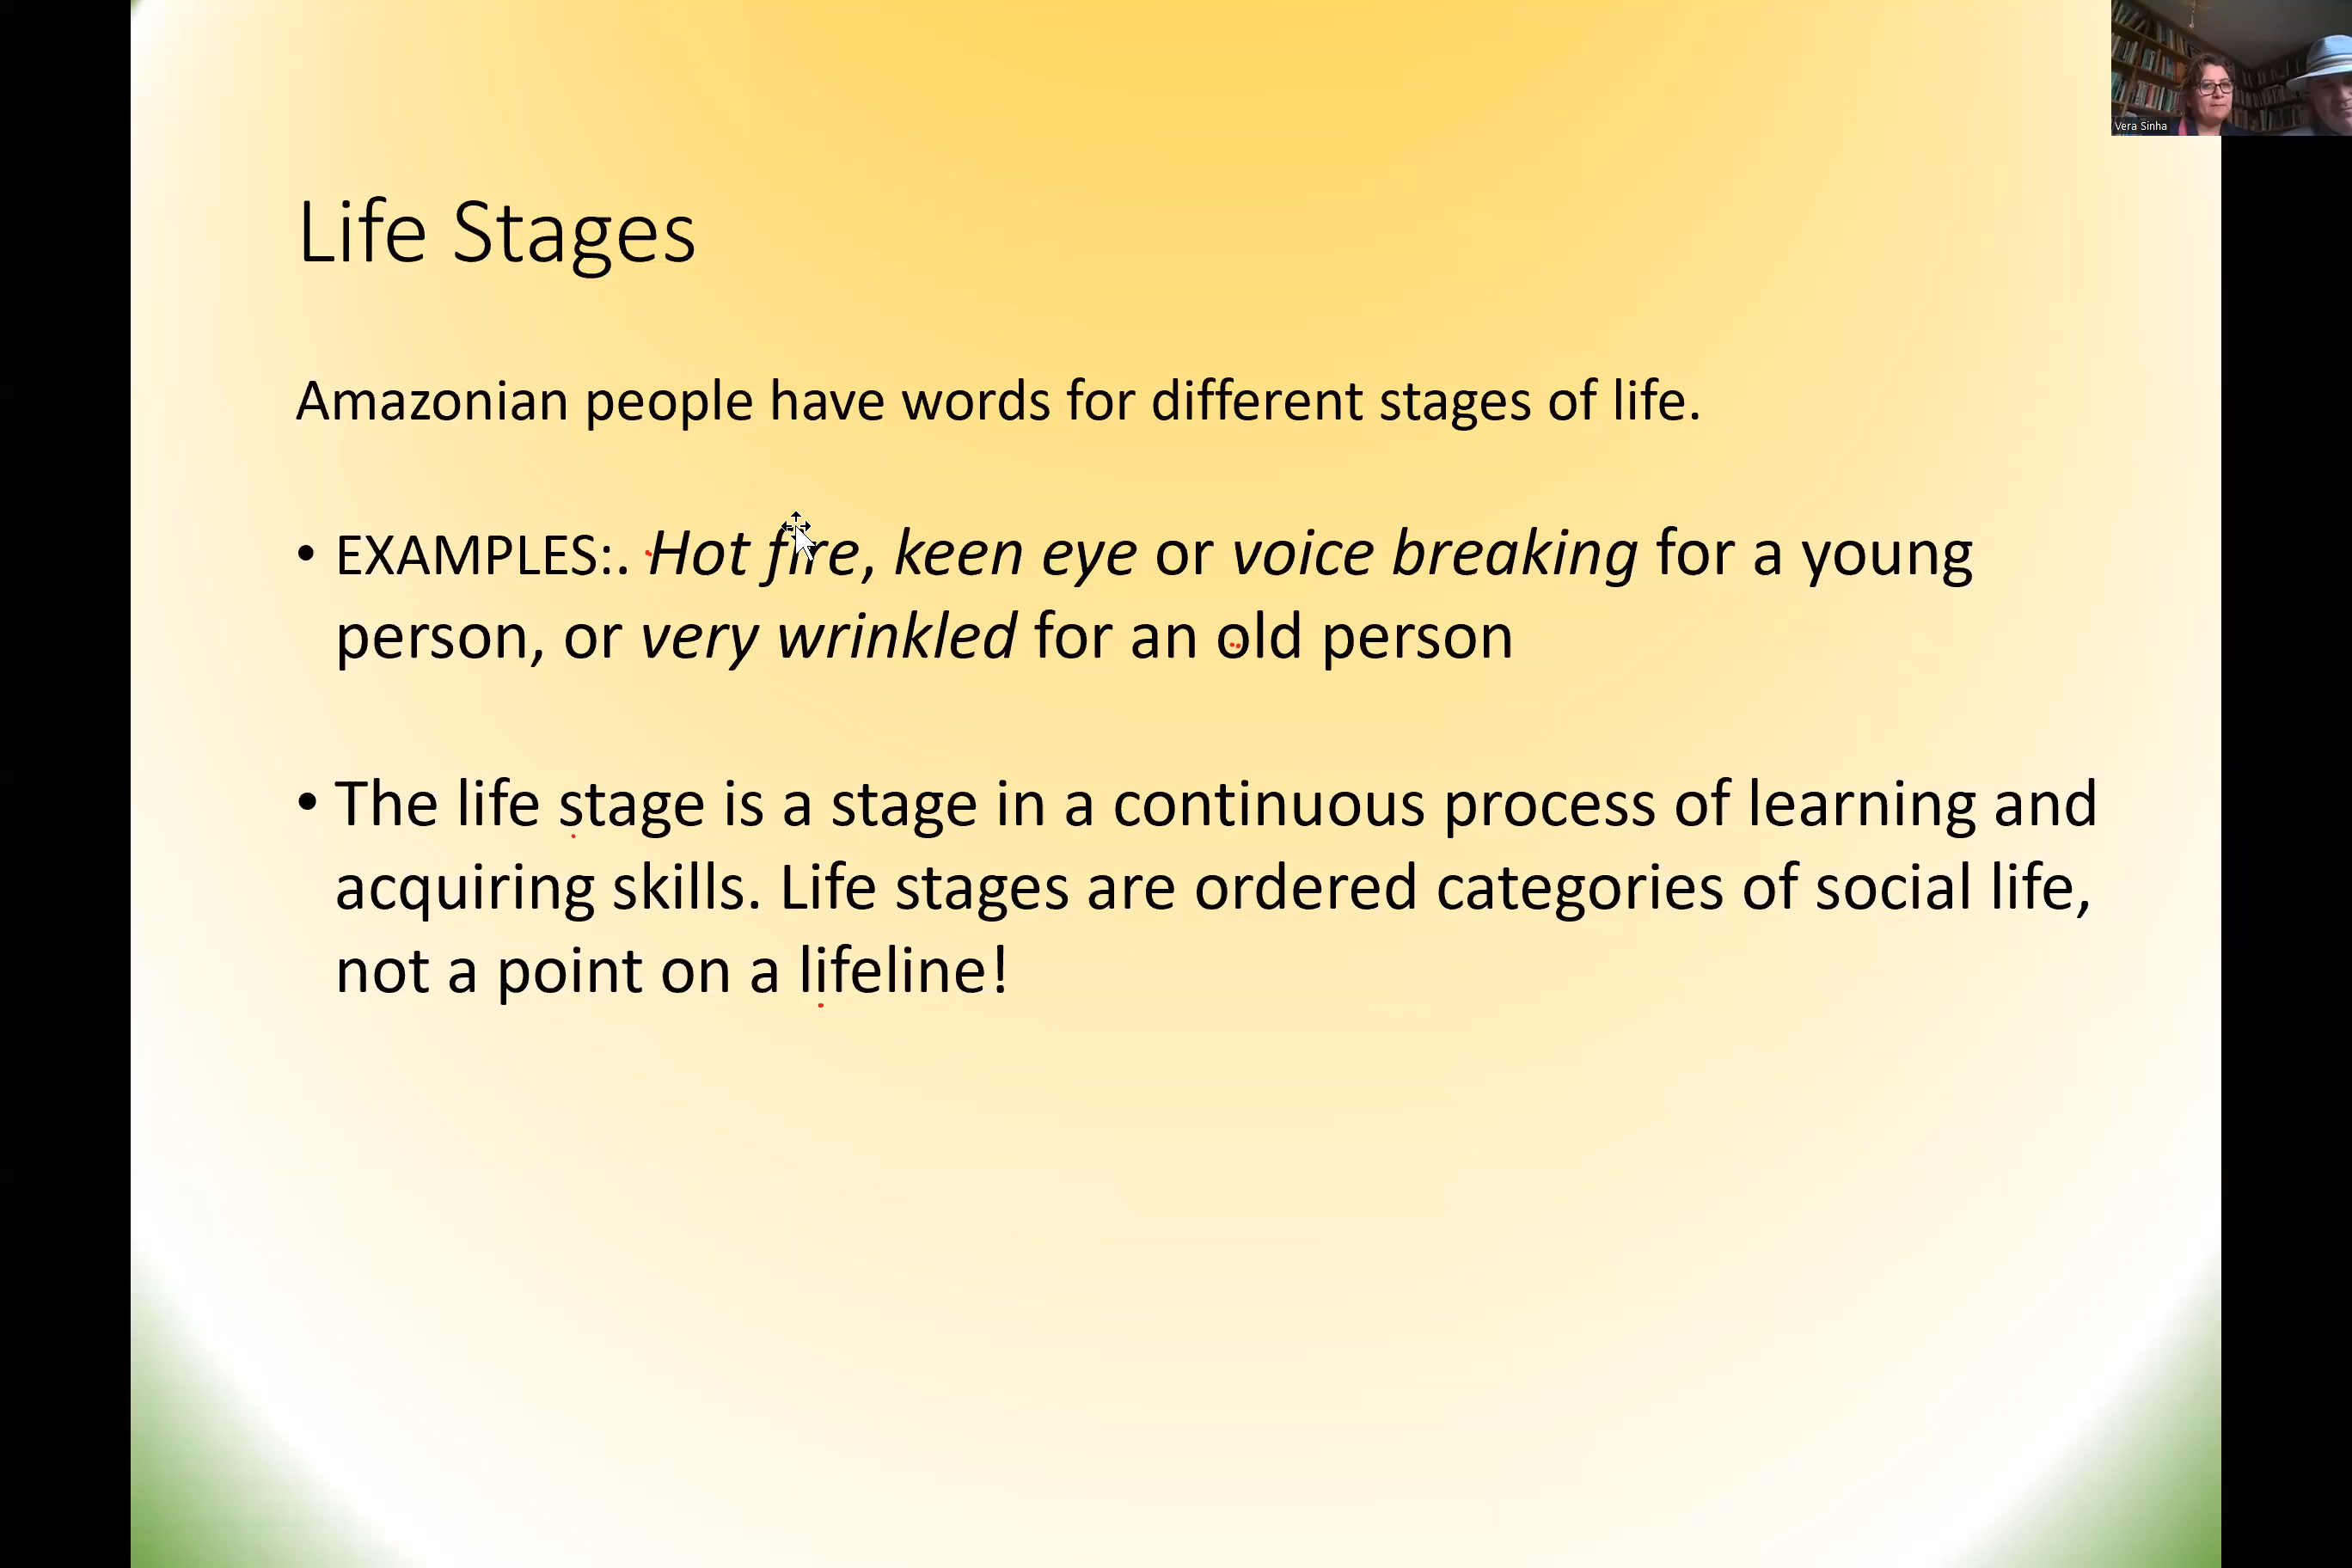 Vera Sinha
Life Stages
Amazonian people have words for different stages of life.
• EXAMPLES:. Hot fire, keen eye or voice breaking for a young
person, or very wrinkled for an old person
• The life stage is a stage in a continuous process of learning and
acquiring skills. Life stages are ordered categories of social life,
not a point on a lifeline!